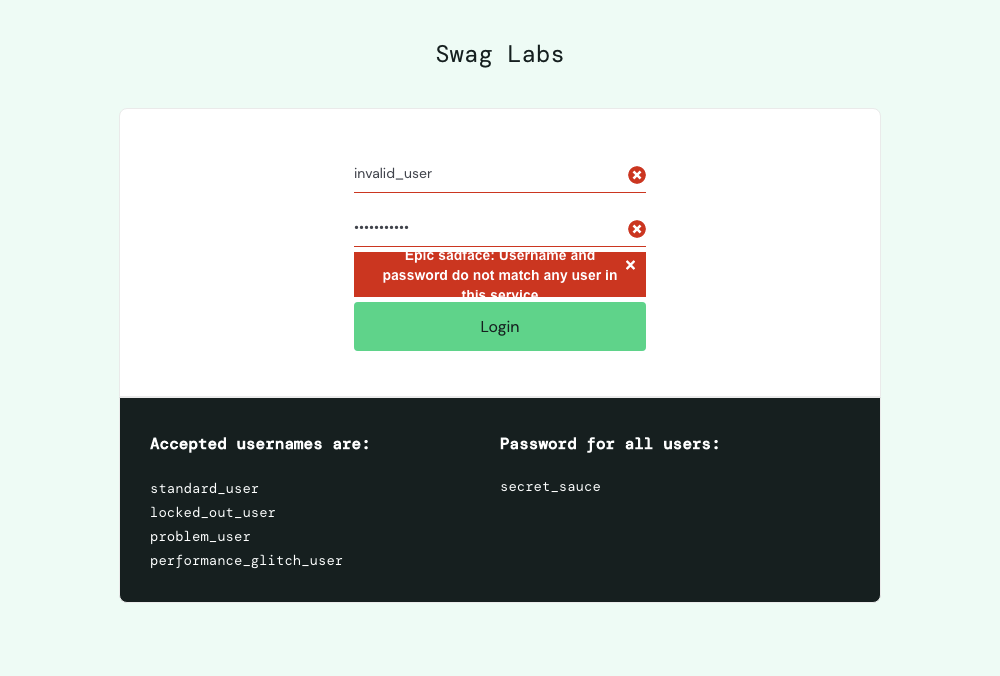 Swag Labs
invalid_user
•••••••••••
Epic sadface: Username and
password do not match any user in
this service
Login
Accepted usernames are:
Password for all users:
standard_user
locked_out_user
problem_user
performance_glitch_user
secret_sauce